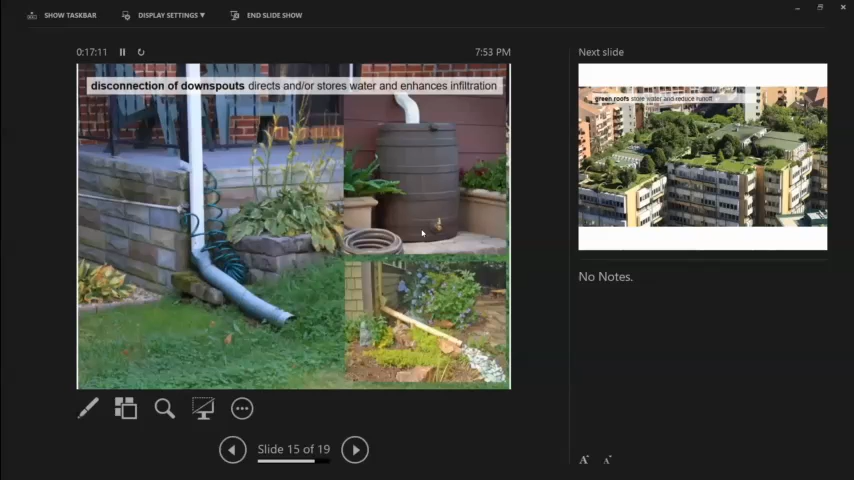 SHOW TASKBAR
DISPLAY SETTINGS ▼
END SLIDE SHOW
0:17:11
7:53 PM
disconnection of downspouts directs and/or stores water and enhances infiltration
Slide 15 of 19
Next slide
green roofs store water and reduce runoff
No Notes.
A A